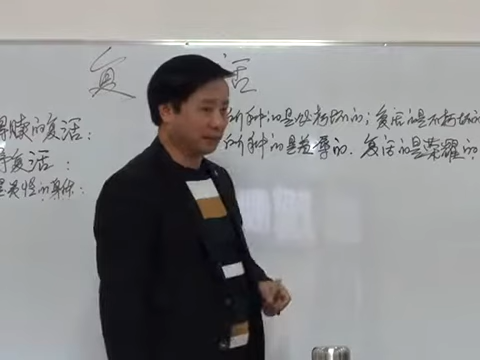 复 活
得赎的复活:
所种的是必朽坏的;复活的是不朽坏的
得复活:
所种的是羞辱的.复活的是荣耀的.
是灵性的身体: